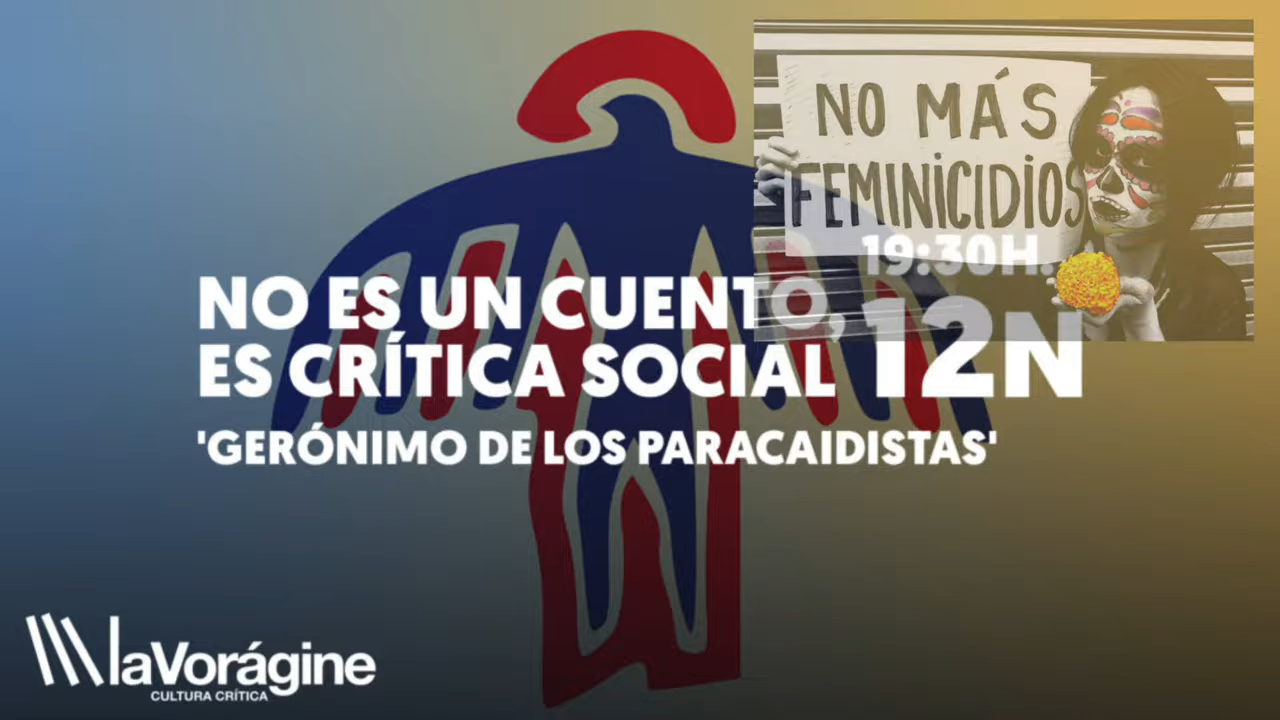 NO MÁS
FEMINICIDIOS
19:30H.
NO ES UN CUENTO,
ES CRÍTICA SOCIAL
12N
'GERÓNIMO DE LOS PARACAIDISTAS'
laVorágine
CULTURA CRÍTICA